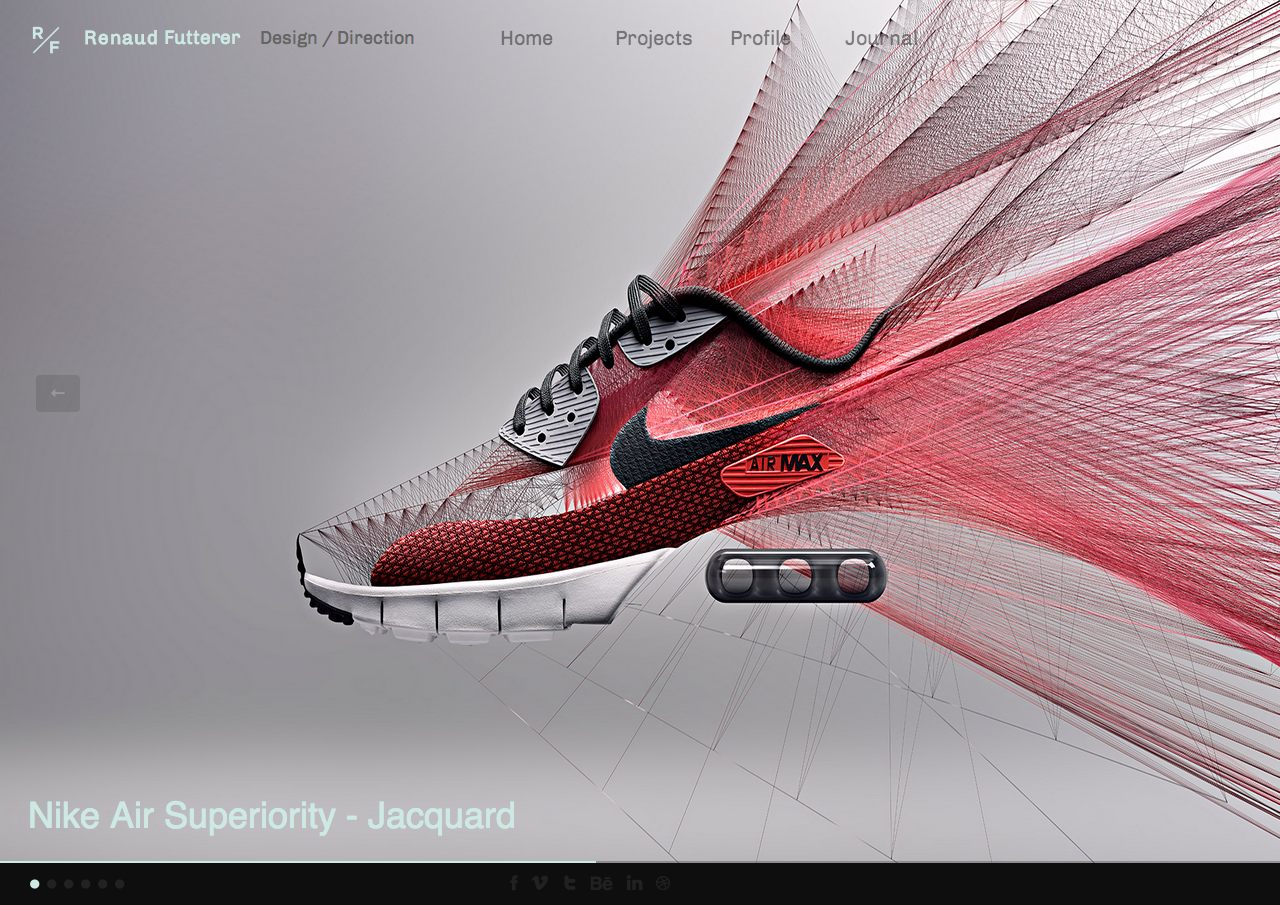 R/F Renaud Futterer Design / Direction Home Projects Profile Journal
AIR MAX
Nike Air Superiority - Jacquard
f t Bē in